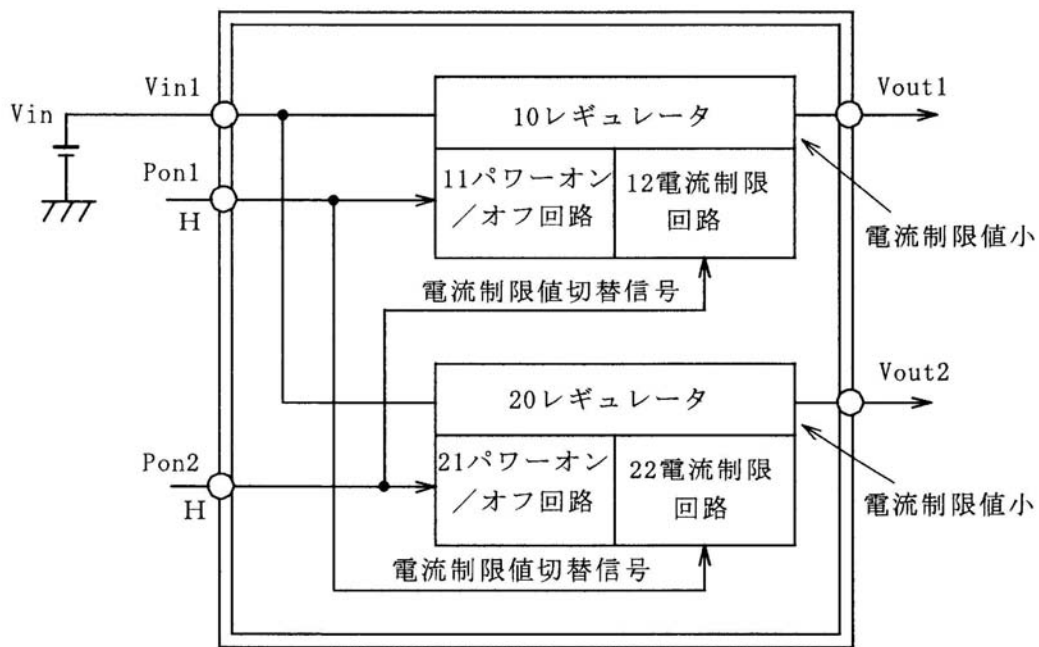 Vin1
Vin
Pon1
H
10レギュレータ
11パワーオン
／オフ回路
12電流制限
回路
Vout1
電流制限値小
電流制限値切替信号
20レギュレータ
Vout2
Pon2
H
21パワーオン
／オフ回路
22電流制限
回路
電流制限値小
電流制限値切替信号